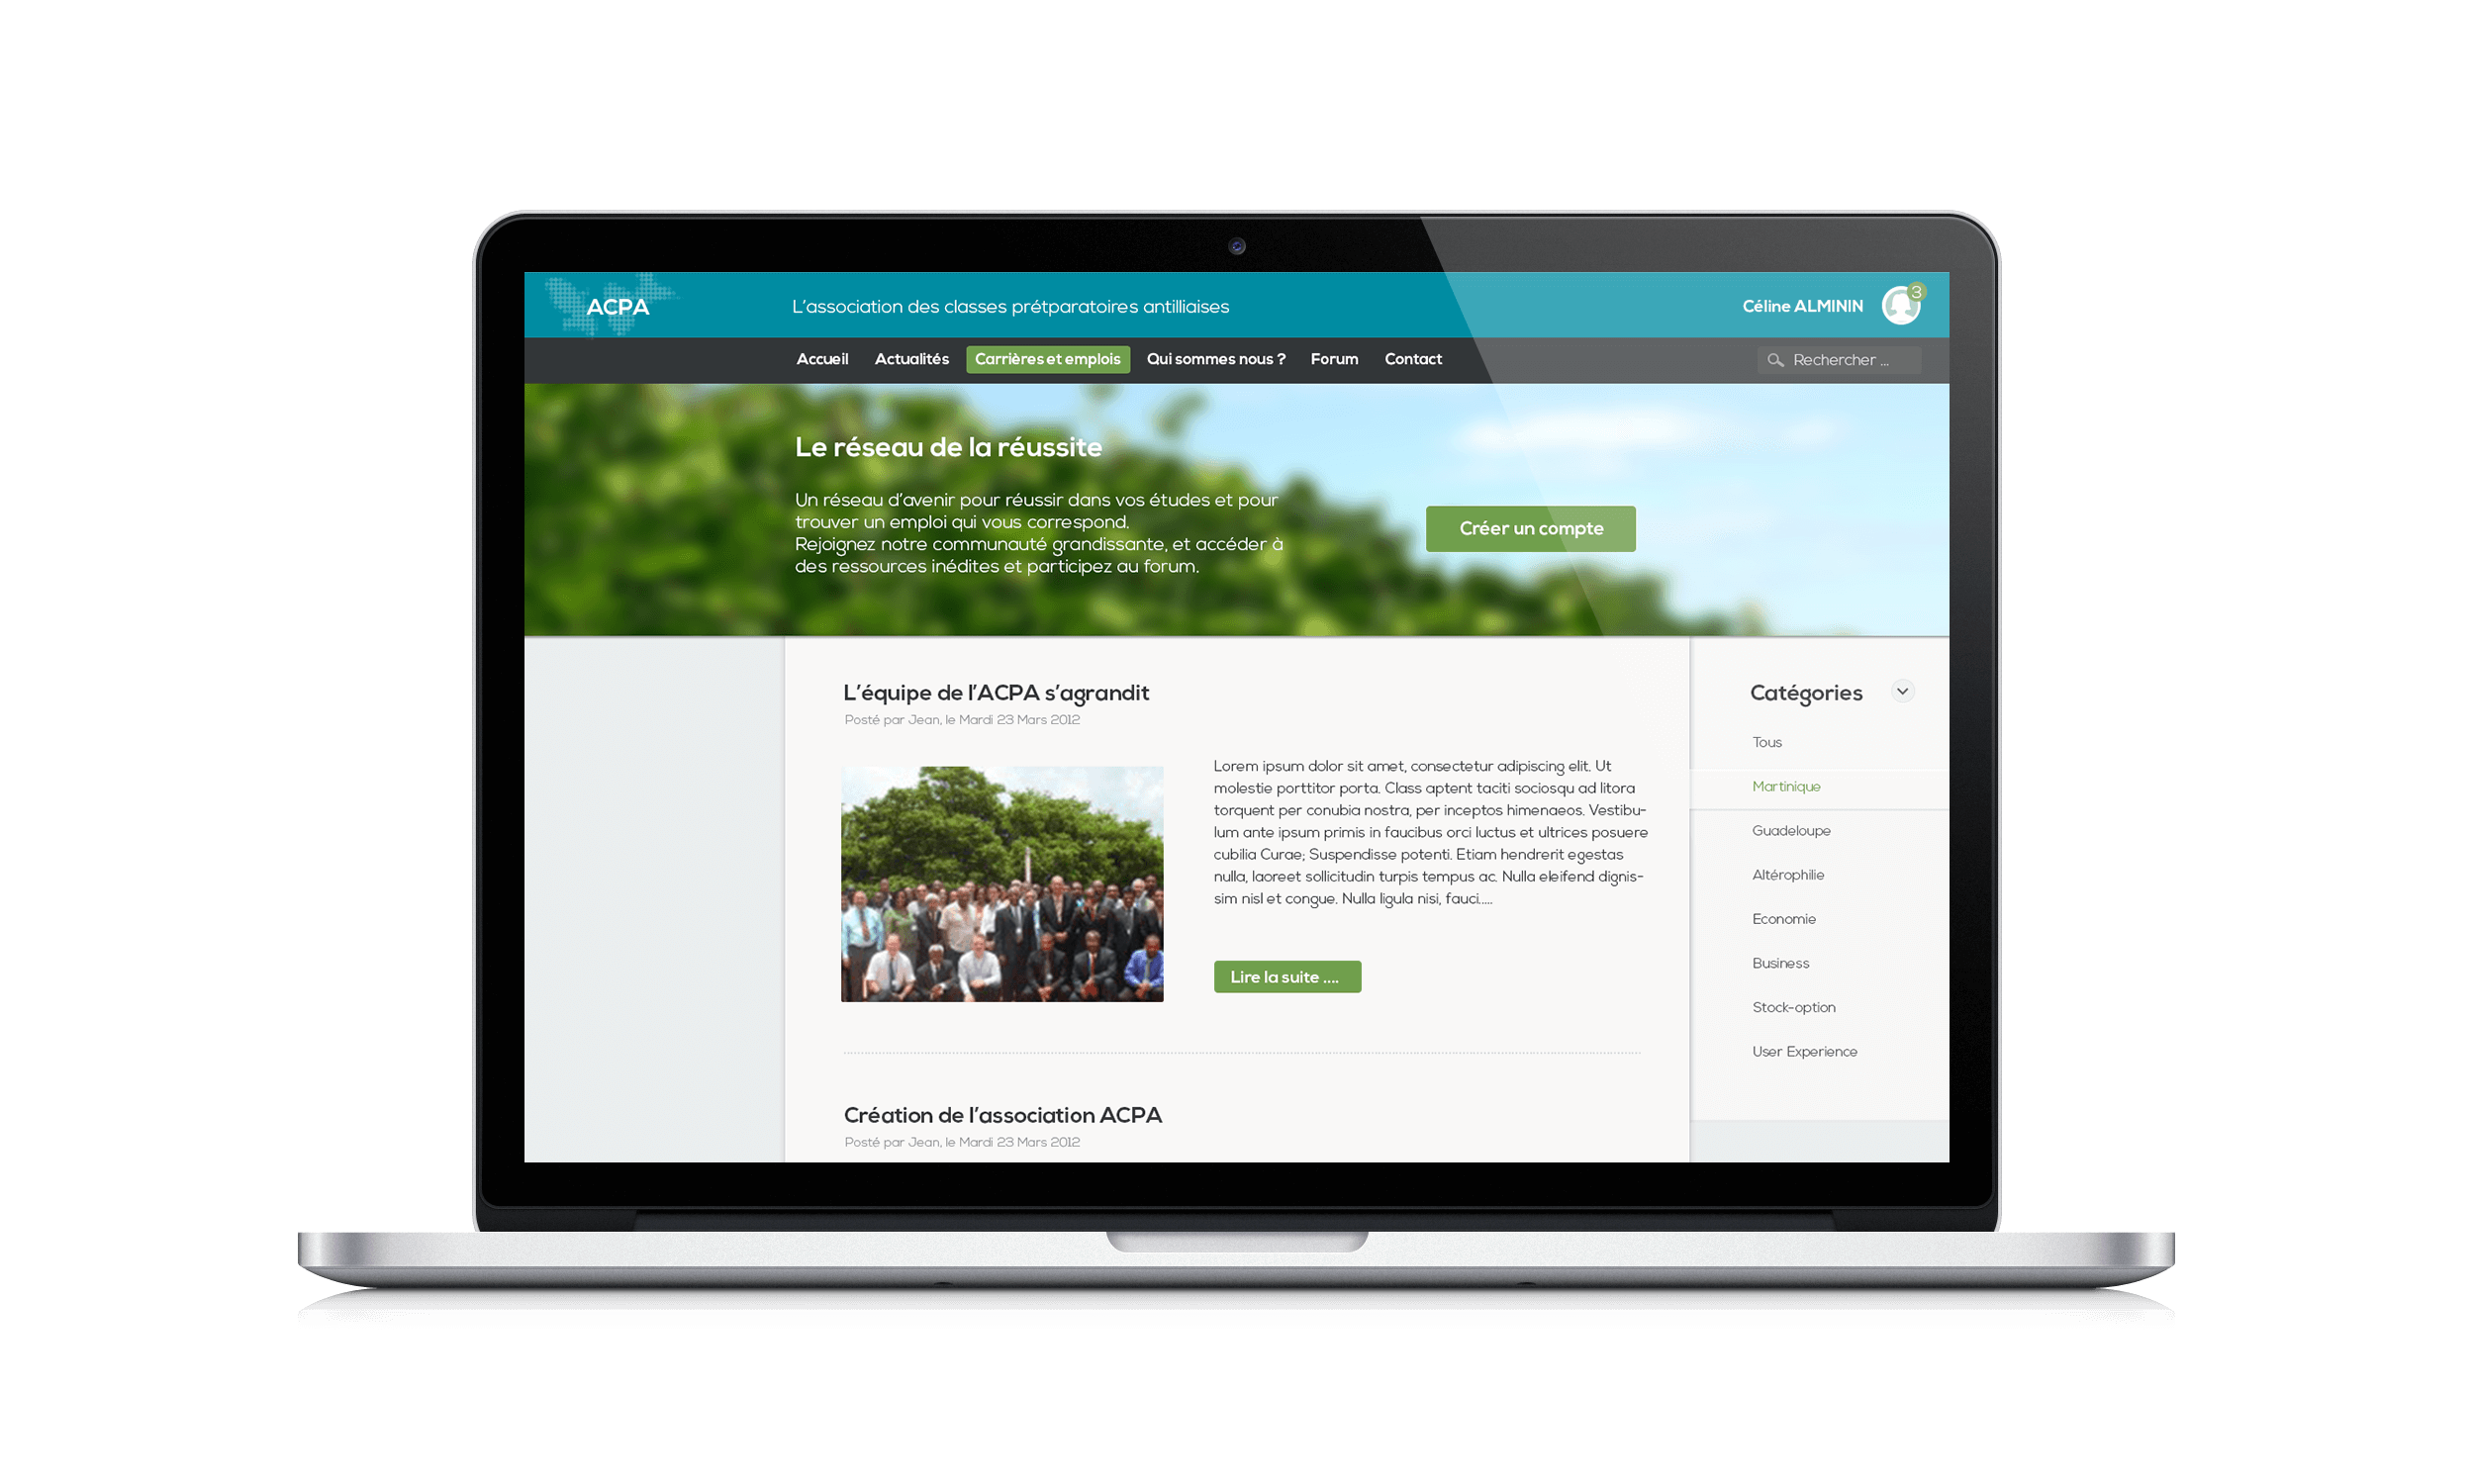 ACPA
L'association des classes prétparatoires antilliaises
Céline ALMININ
3
Accueil
Actualités
Carrières et emplois
Qui sommes nous ?
Forum
Contact
Rechercher ...
Le réseau de la réussite
Un réseau d'avenir pour réussir dans vos études et pour
trouver un emploi qui vous correspond.
Rejoignez notre communauté grandissante, et accéder à
des ressources inédites et participez au forum.
Créer un compte
L'équipe de l'ACPA s'agrandit
Posté par Jean, le Mardi 23 Mars 2012
Lorem ipsum dolor sit amet, consectetur adipiscing elit. Ut
molestie porttitor porta. Class aptent taciti sociosqu ad litora
torquent per conubia nostra, per inceptos himenaeos. Vestibu-
lum ante ipsum primis in faucibus orci luctus et ultrices posuere
cubilia Curae; Suspendisse potenti. Etiam hendrerit egestas
nulla, laoreet sollicitudin turpis tempus ac. Nulla eleifend dignis-
sim nisl et congue. Nulla ligula nisi, fauci.....
Lire la suite ....
Création de l'association ACPA
Posté par Jean, le Mardi 23 Mars 2012
Catégories
Tous
Martinique
Guadeloupe
Altérophilie
Economie
Business
Stock-option
User Experience